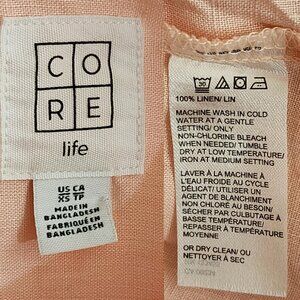 C O
R E
life
US CA
XS TP
MADE IN
BANGLADESH
FABRIQUÉ EN
BANGLADESH
100% LINEN/ LIN
MACHINE WASH IN COLD
WATER AT A GENTLE
SETTING/ ONLY
NON-CHLORINE BLEACH
WHEN NEEDED/ TUMBLE
DRY AT LOW TEMPERATURE/
IRON AT MEDIUM SETTING
LAVER À LA MACHINE À
L'EAU FROIDE AU CYCLE
DÉLICAT/ UTILISER UN
AGENT DE BLANCHIMENT
NON CHLORÉ AU BESOIN/
SÉCHER PAR CULBUTAGE À
BASSE TEMPÉRATURE/
REPASSER À TEMPÉRATURE
MOYENNE
OR DRY CLEAN/ OU
NETTOYER À SEC